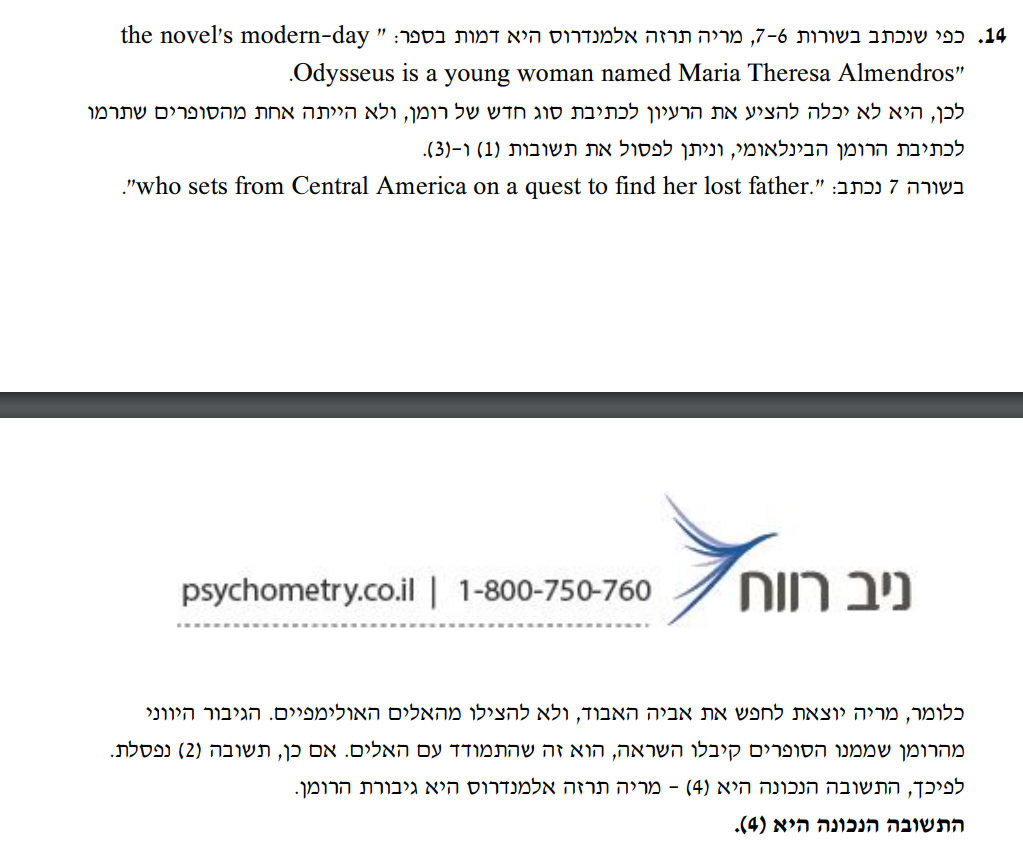 14. כפי שנכתב בשורות 6-7, מריה תרזה אלמנדרוס היא דמות בספר: " the novel's modern-day
Odysseus is a young woman named Maria Theresa Almendros".
לכן, היא לא יכלה להציע את הרעיון לכתיבת סוג חדש של רומן, ולא הייתה אחת מהסופרים שתרמו
לכתיבת הרומן הבינלאומי, וניתן לפסול את תשובות (1) ו-(3).
בשורה 7 נכתב: "who sets from Central America on a quest to find her lost father.".
ניב רווח
psychometry.co.il | 1-800-750-760
כלומר, מריה יוצאת לחפש את אביה האבוד, ולא להצילו מהאלים האולימפיים. הגיבור היווני
מהרומן שממנו הסופרים קיבלו השראה, הוא זה שהתמודד עם האלים. אם כן, תשובה (2) נפסלת.
לפיכך, התשובה הנכונה היא (4) - מריה תרזה אלמנדרוס היא גיבורת הרומן.
התשובה הנכונה היא (4).